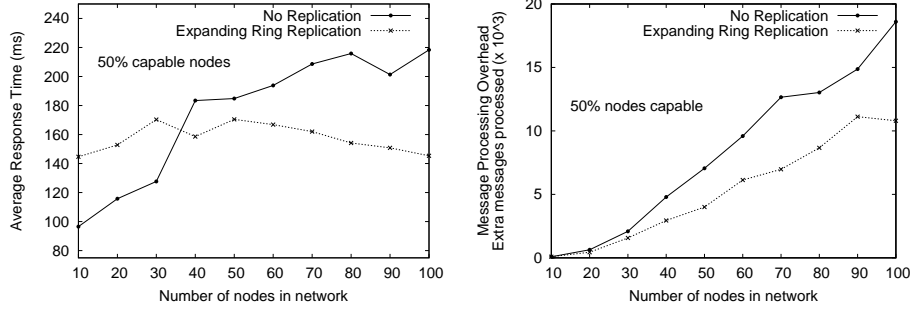 No Replication
Expanding Ring Replication
50% capable nodes
Average Response Time (ms)
220
200
180
160
140
120
100
80
10 20 30 40 50 60 70 80 90 100
Number of nodes in network
No Replication
Expanding Ring Replication
50% nodes capable
Message Processing Overhead
Extra messages processed (x 10^3)
20
15
10
5
0
10 20 30 40 50 60 70 80 90 100
Number of nodes in network